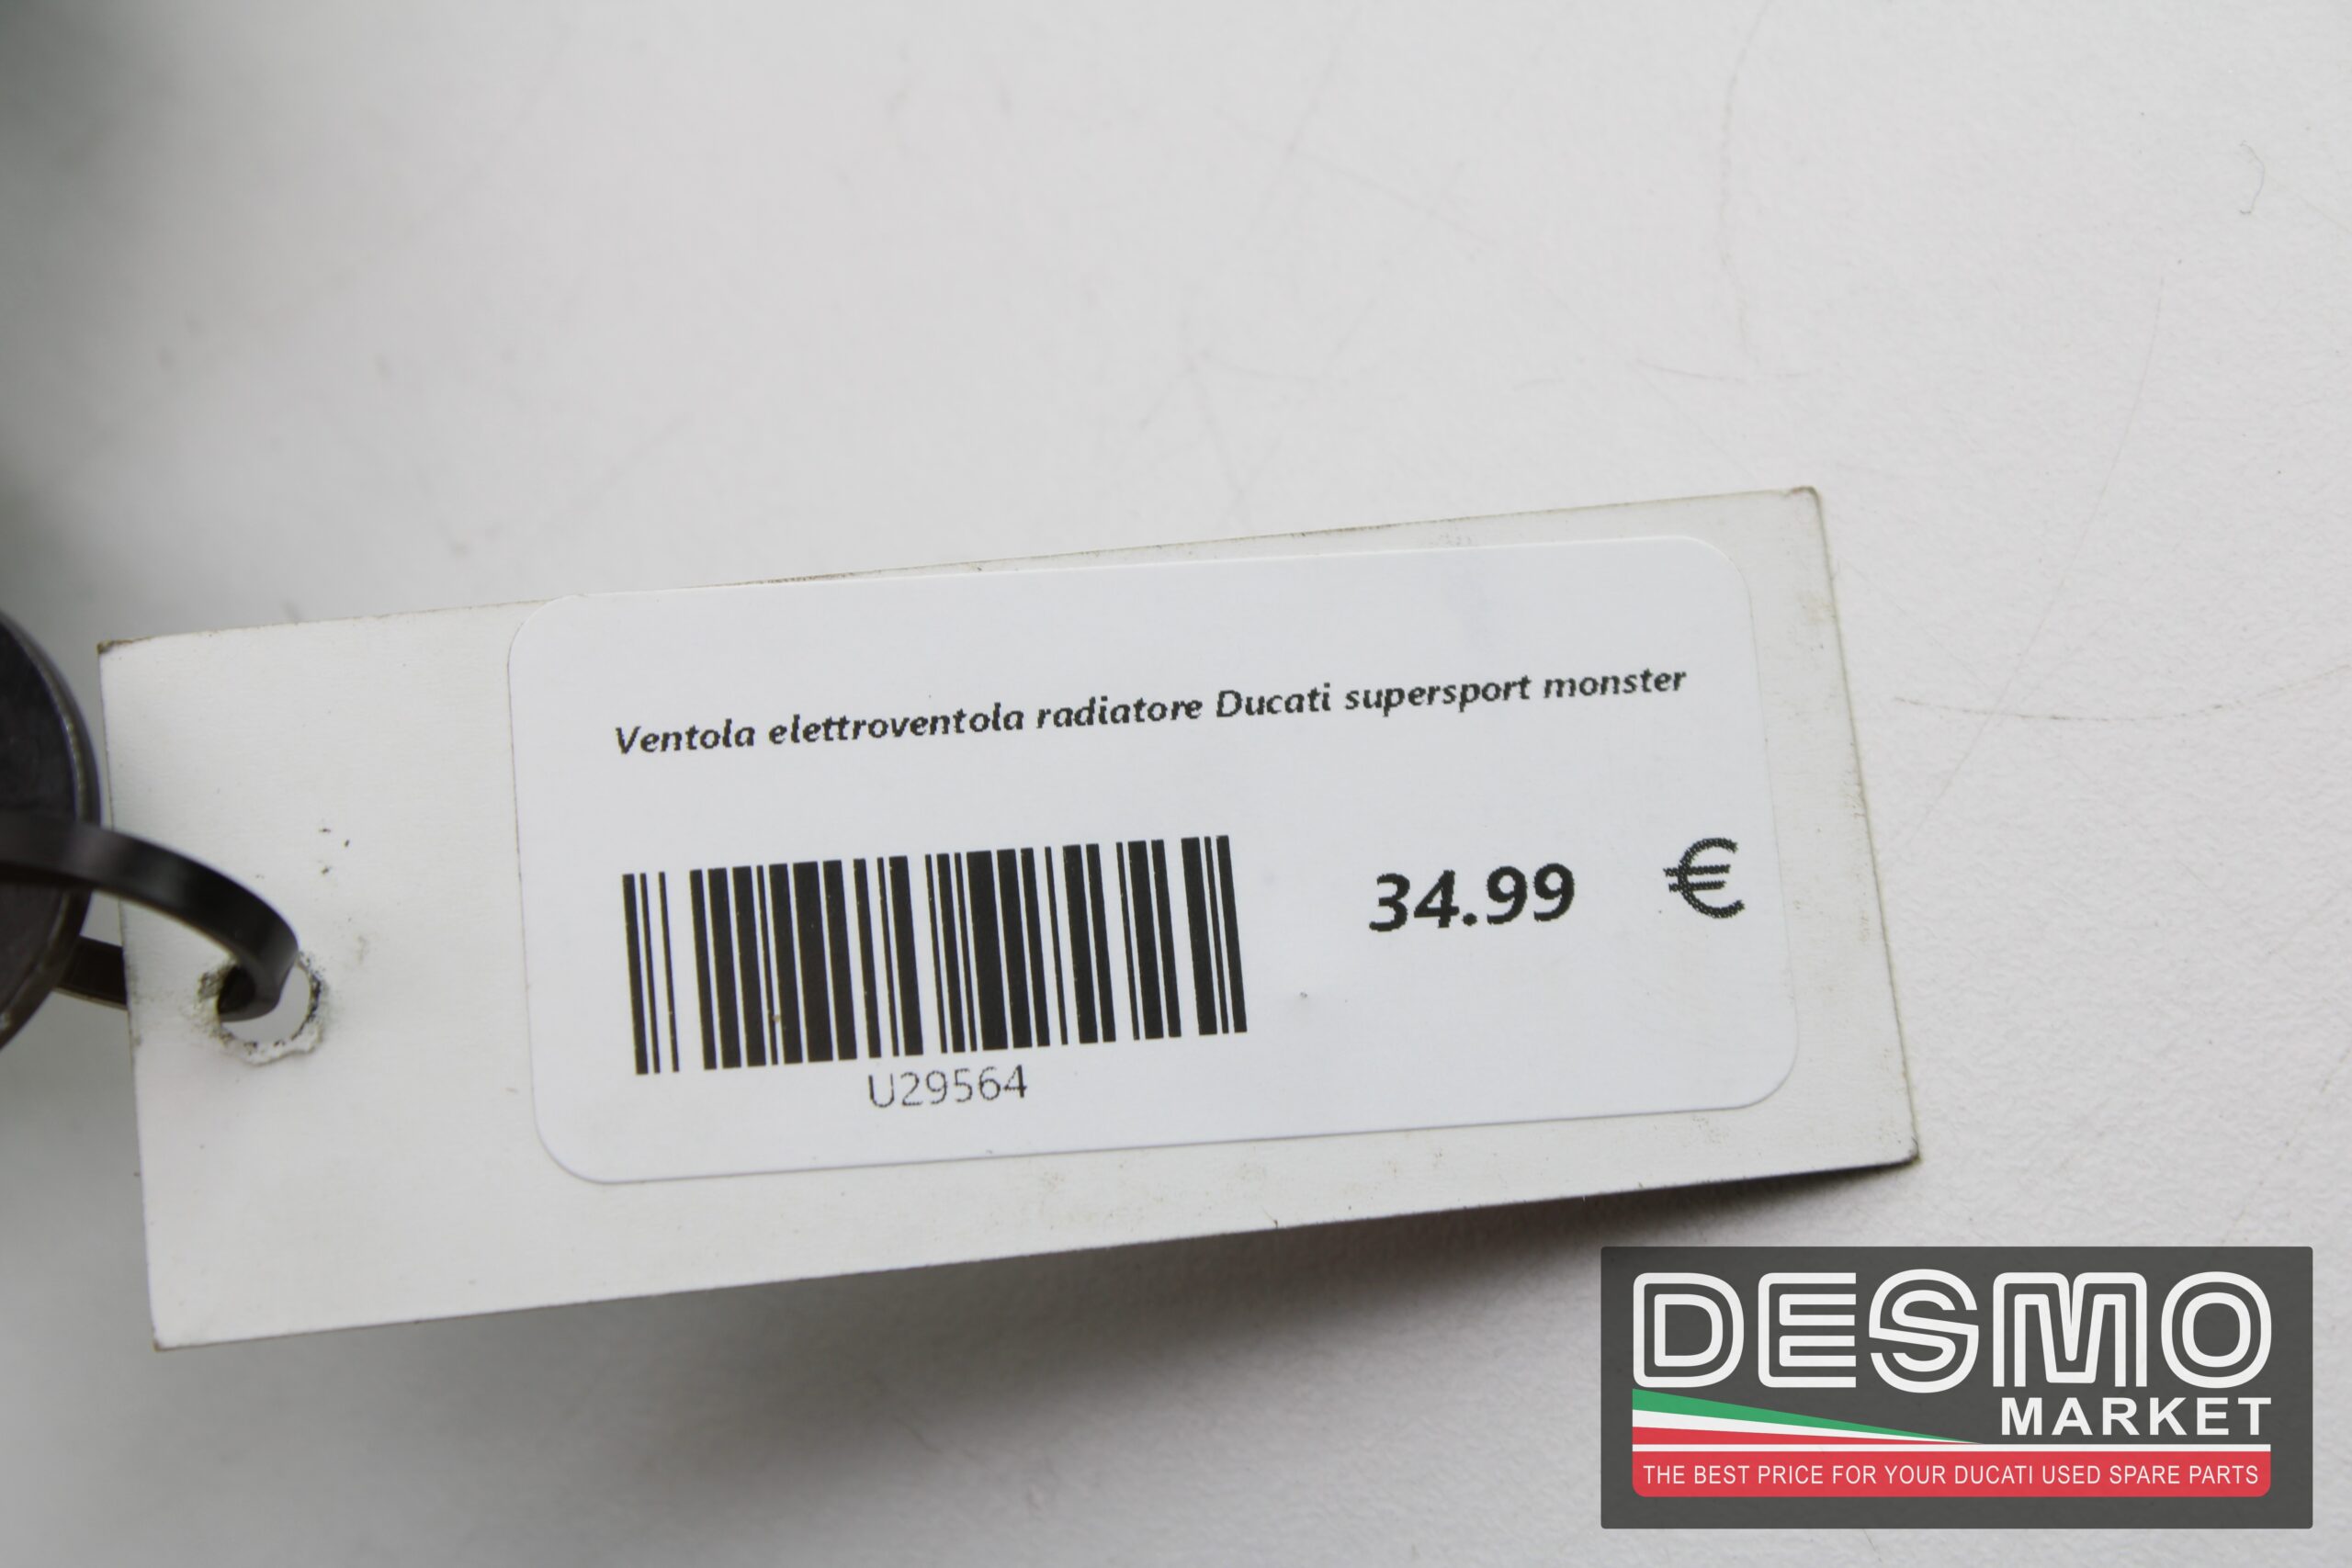 Ventola elettroventola radiatore Ducati supersport monster
34.99 €
U29564
DESMO
MARKET
THE BEST PRICE FOR YOUR DUCATI USED SPARE PARTS